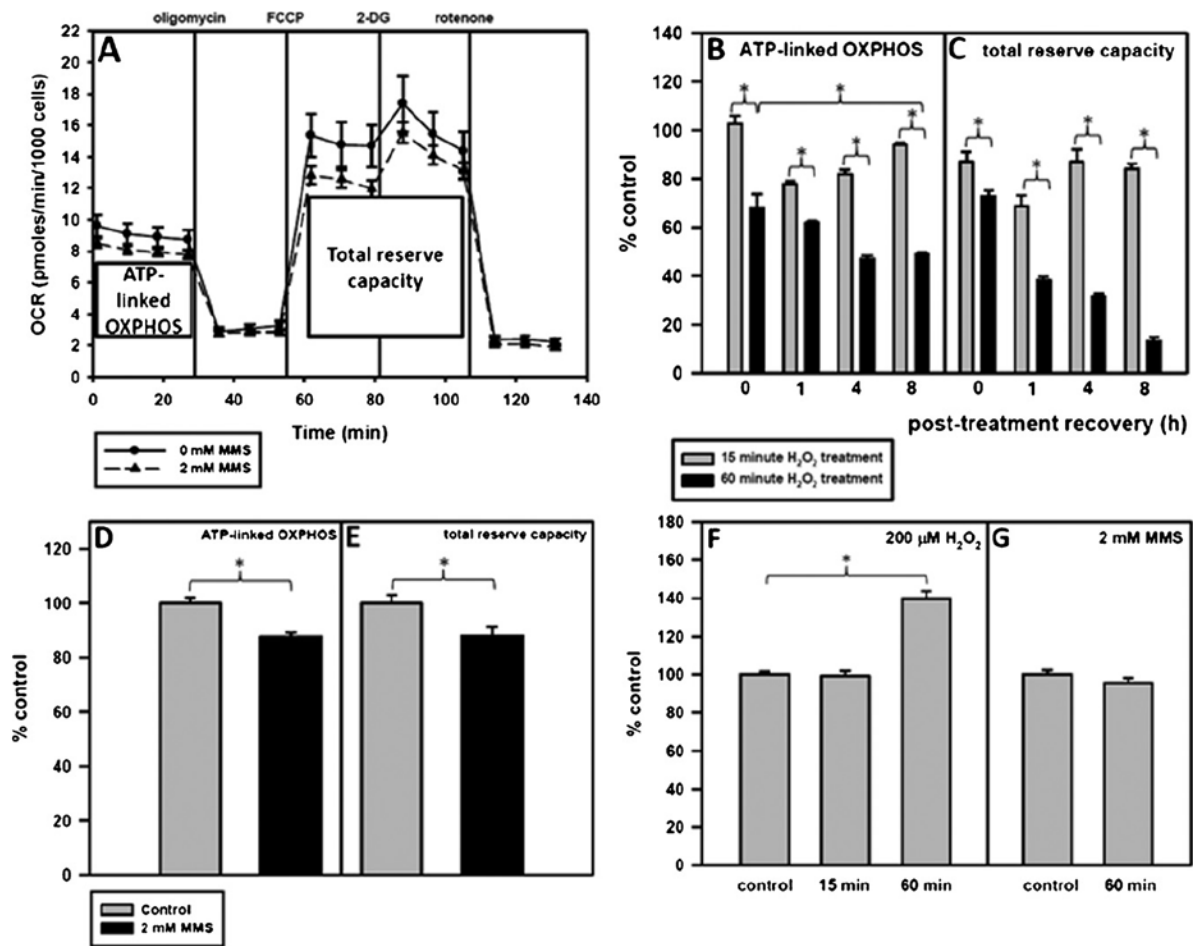 oligomycin FCCP 2-DG rotenone
A
OCR (pmoles/min/1000 cells)
22
20
18
16
14
12
10
8
6
4
2
0
ATP-
linked
OXPHOS
Total reserve
capacity
0 20 40 60 80 100 120 140
Time (min)
0 mM MMS
2 mM MMS
B ATP-linked OXPHOS
C total reserve capacity
% control
140
120
100
80
60
40
20
0
* * * * *
* * * *
0 1 4 8 0 1 4 8
post-treatment recovery (h)
15 minute H₂O₂ treatment
60 minute H₂O₂ treatment
D ATP-linked OXPHOS
E total reserve capacity
% control
120
100
80
60
40
20
0
* *
Control
2 mM MMS
F 200 µM H₂O₂
G 2 mM MMS
% control
180
160
140
120
100
80
60
40
20
0
*
control 15 min 60 min control 60 min